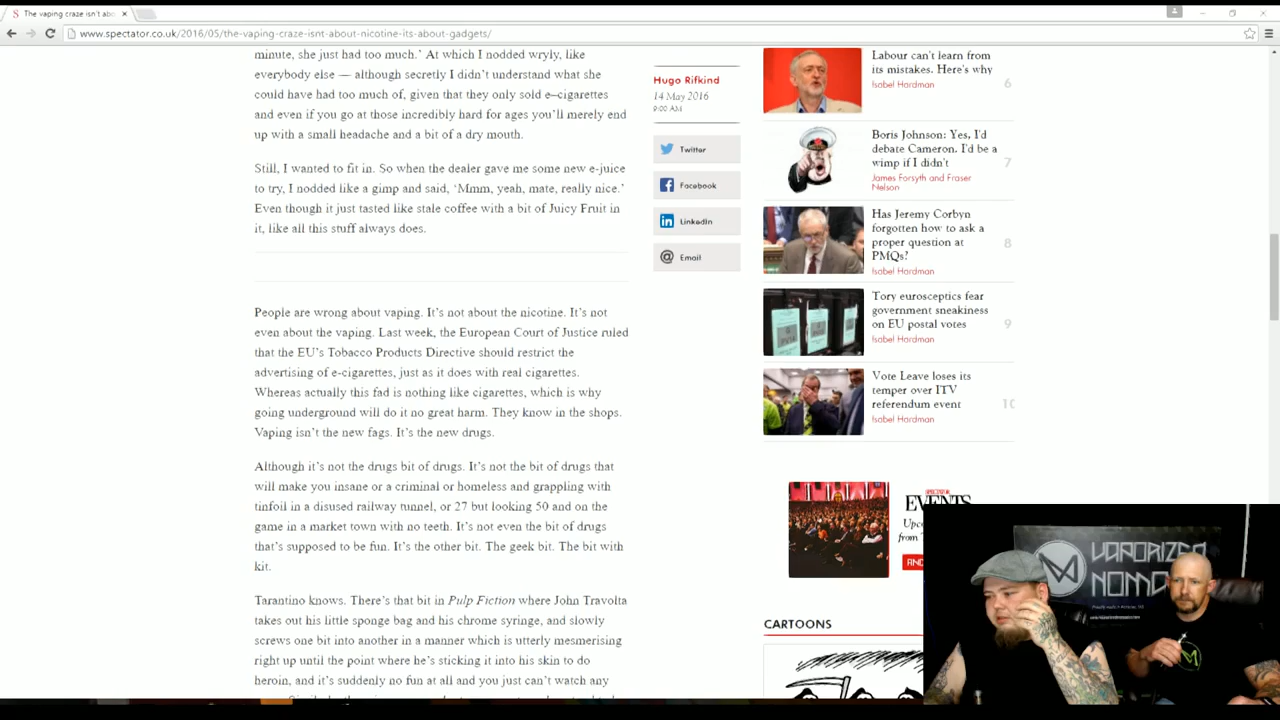 The vaping craze isn't abo
www.spectator.co.uk/2016/05/the-vaping-craze-isnt-about-nicotine-its-about-gadgets/
minute, she just had too much.' At which I nodded wryly, like
everybody else — although secretly I didn't understand what she
could have had too much of, given that they only sold e–cigarettes
and even if you go at those incredibly hard for ages you'll merely end
up with a small headache and a bit of a dry mouth.
Still, I wanted to fit in. So when the dealer gave me some new e-juice
to try, I nodded like a gimp and said, 'Mmm, yeah, mate, really nice.'
Even though it just tasted like stale coffee with a bit of Juicy Fruit in
it, like all this stuff always does.
People are wrong about vaping. It's not about the nicotine. It's not
even about the vaping. Last week, the European Court of Justice ruled
that the EU's Tobacco Products Directive should restrict the
advertising of e-cigarettes, just as it does with real cigarettes.
Whereas actually this fad is nothing like cigarettes, which is why
going underground will do it no great harm. They know in the shops.
Vaping isn't the new fags. It's the new drugs.
Although it's not the drugs bit of drugs. It's not the bit of drugs that
will make you insane or a criminal or homeless and grappling with
tinfoil in a disused railway tunnel, or 27 but looking 50 and on the
game in a market town with no teeth. It's not even the bit of drugs
that's supposed to be fun. It's the other bit. The geek bit. The bit with
kit.
Tarantino knows. There's that bit in Pulp Fiction where John Travolta
takes out his little sponge bag and his chrome syringe, and slowly
screws one bit into another in a manner which is utterly mesmerising
right up until the point where he's sticking it into his skin to do
heroin, and it's suddenly no fun at all and you just can't watch any
Hugo Rifkind
14 May 2016
9:00 AM
Twitter
Facebook
LinkedIn
Email
Labour can't learn from
its mistakes. Here's why
Isabel Hardman
6
Boris Johnson: Yes, I'd
debate Cameron. I'd be a
wimp if I didn't
James Forsyth and Fraser
Nelson
7
Has Jeremy Corbyn
forgotten how to ask a
proper question at
PMQs?
Isabel Hardman
8
Tory eurosceptics fear
government sneakiness
on EU postal votes
Isabel Hardman
9
Vote Leave loses its
temper over ITV
referendum event
Isabel Hardman
10
SPECTATOR
EVENTS
from
CARTOONS
VAPORIZED
NOMAD